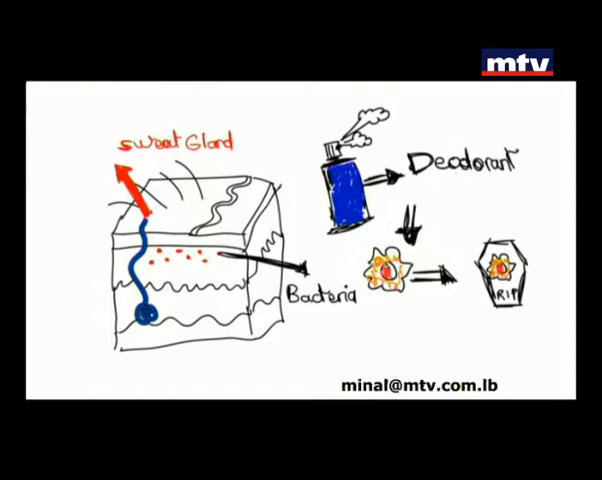 mtv
sweat Gland
Deodorant
Bacteria
RIP
minal@mtv.com.lb